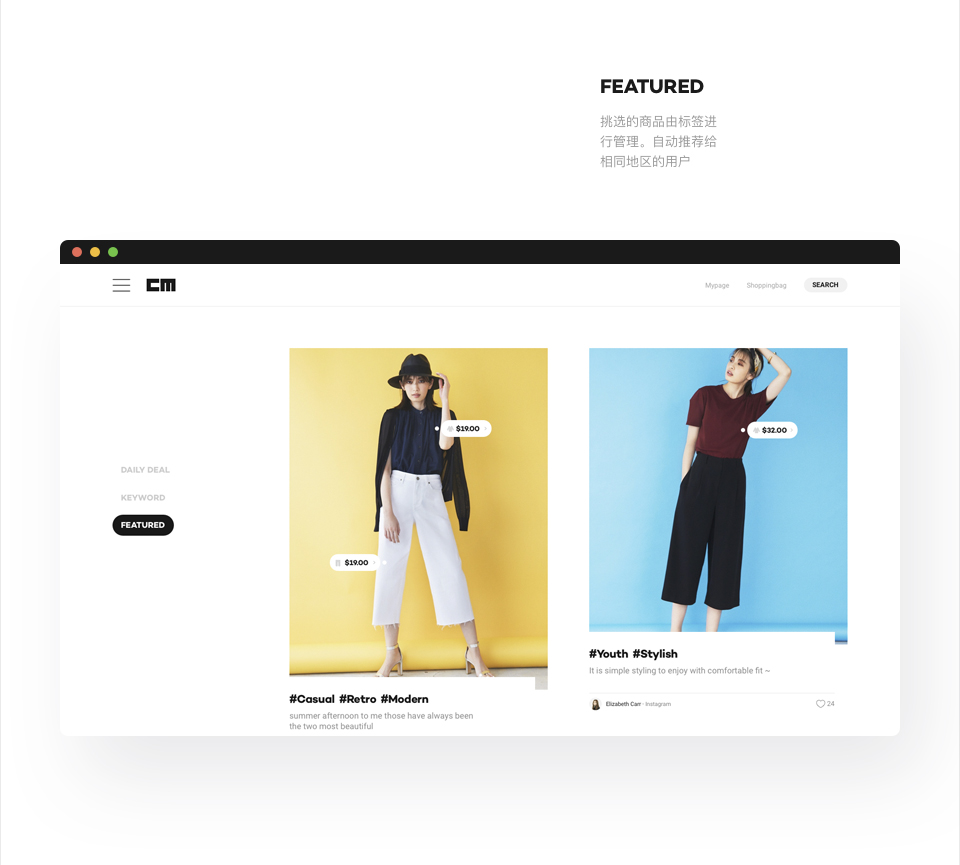 FEATURED
挑选的商品由标签进
行管理。自动推荐给
相同地区的用户
CM
Mypage
Shoppingbag
SEARCH
DAILY DEAL
KEYWORD
FEATURED
$19.00
$19.00
#Casual #Retro #Modern
summer afternoon to me those have always been
the two most beautiful
$32.00
#Youth #Stylish
It is simple styling to enjoy with comfortable fit ~
Elizabeth Carr · Instagram
24